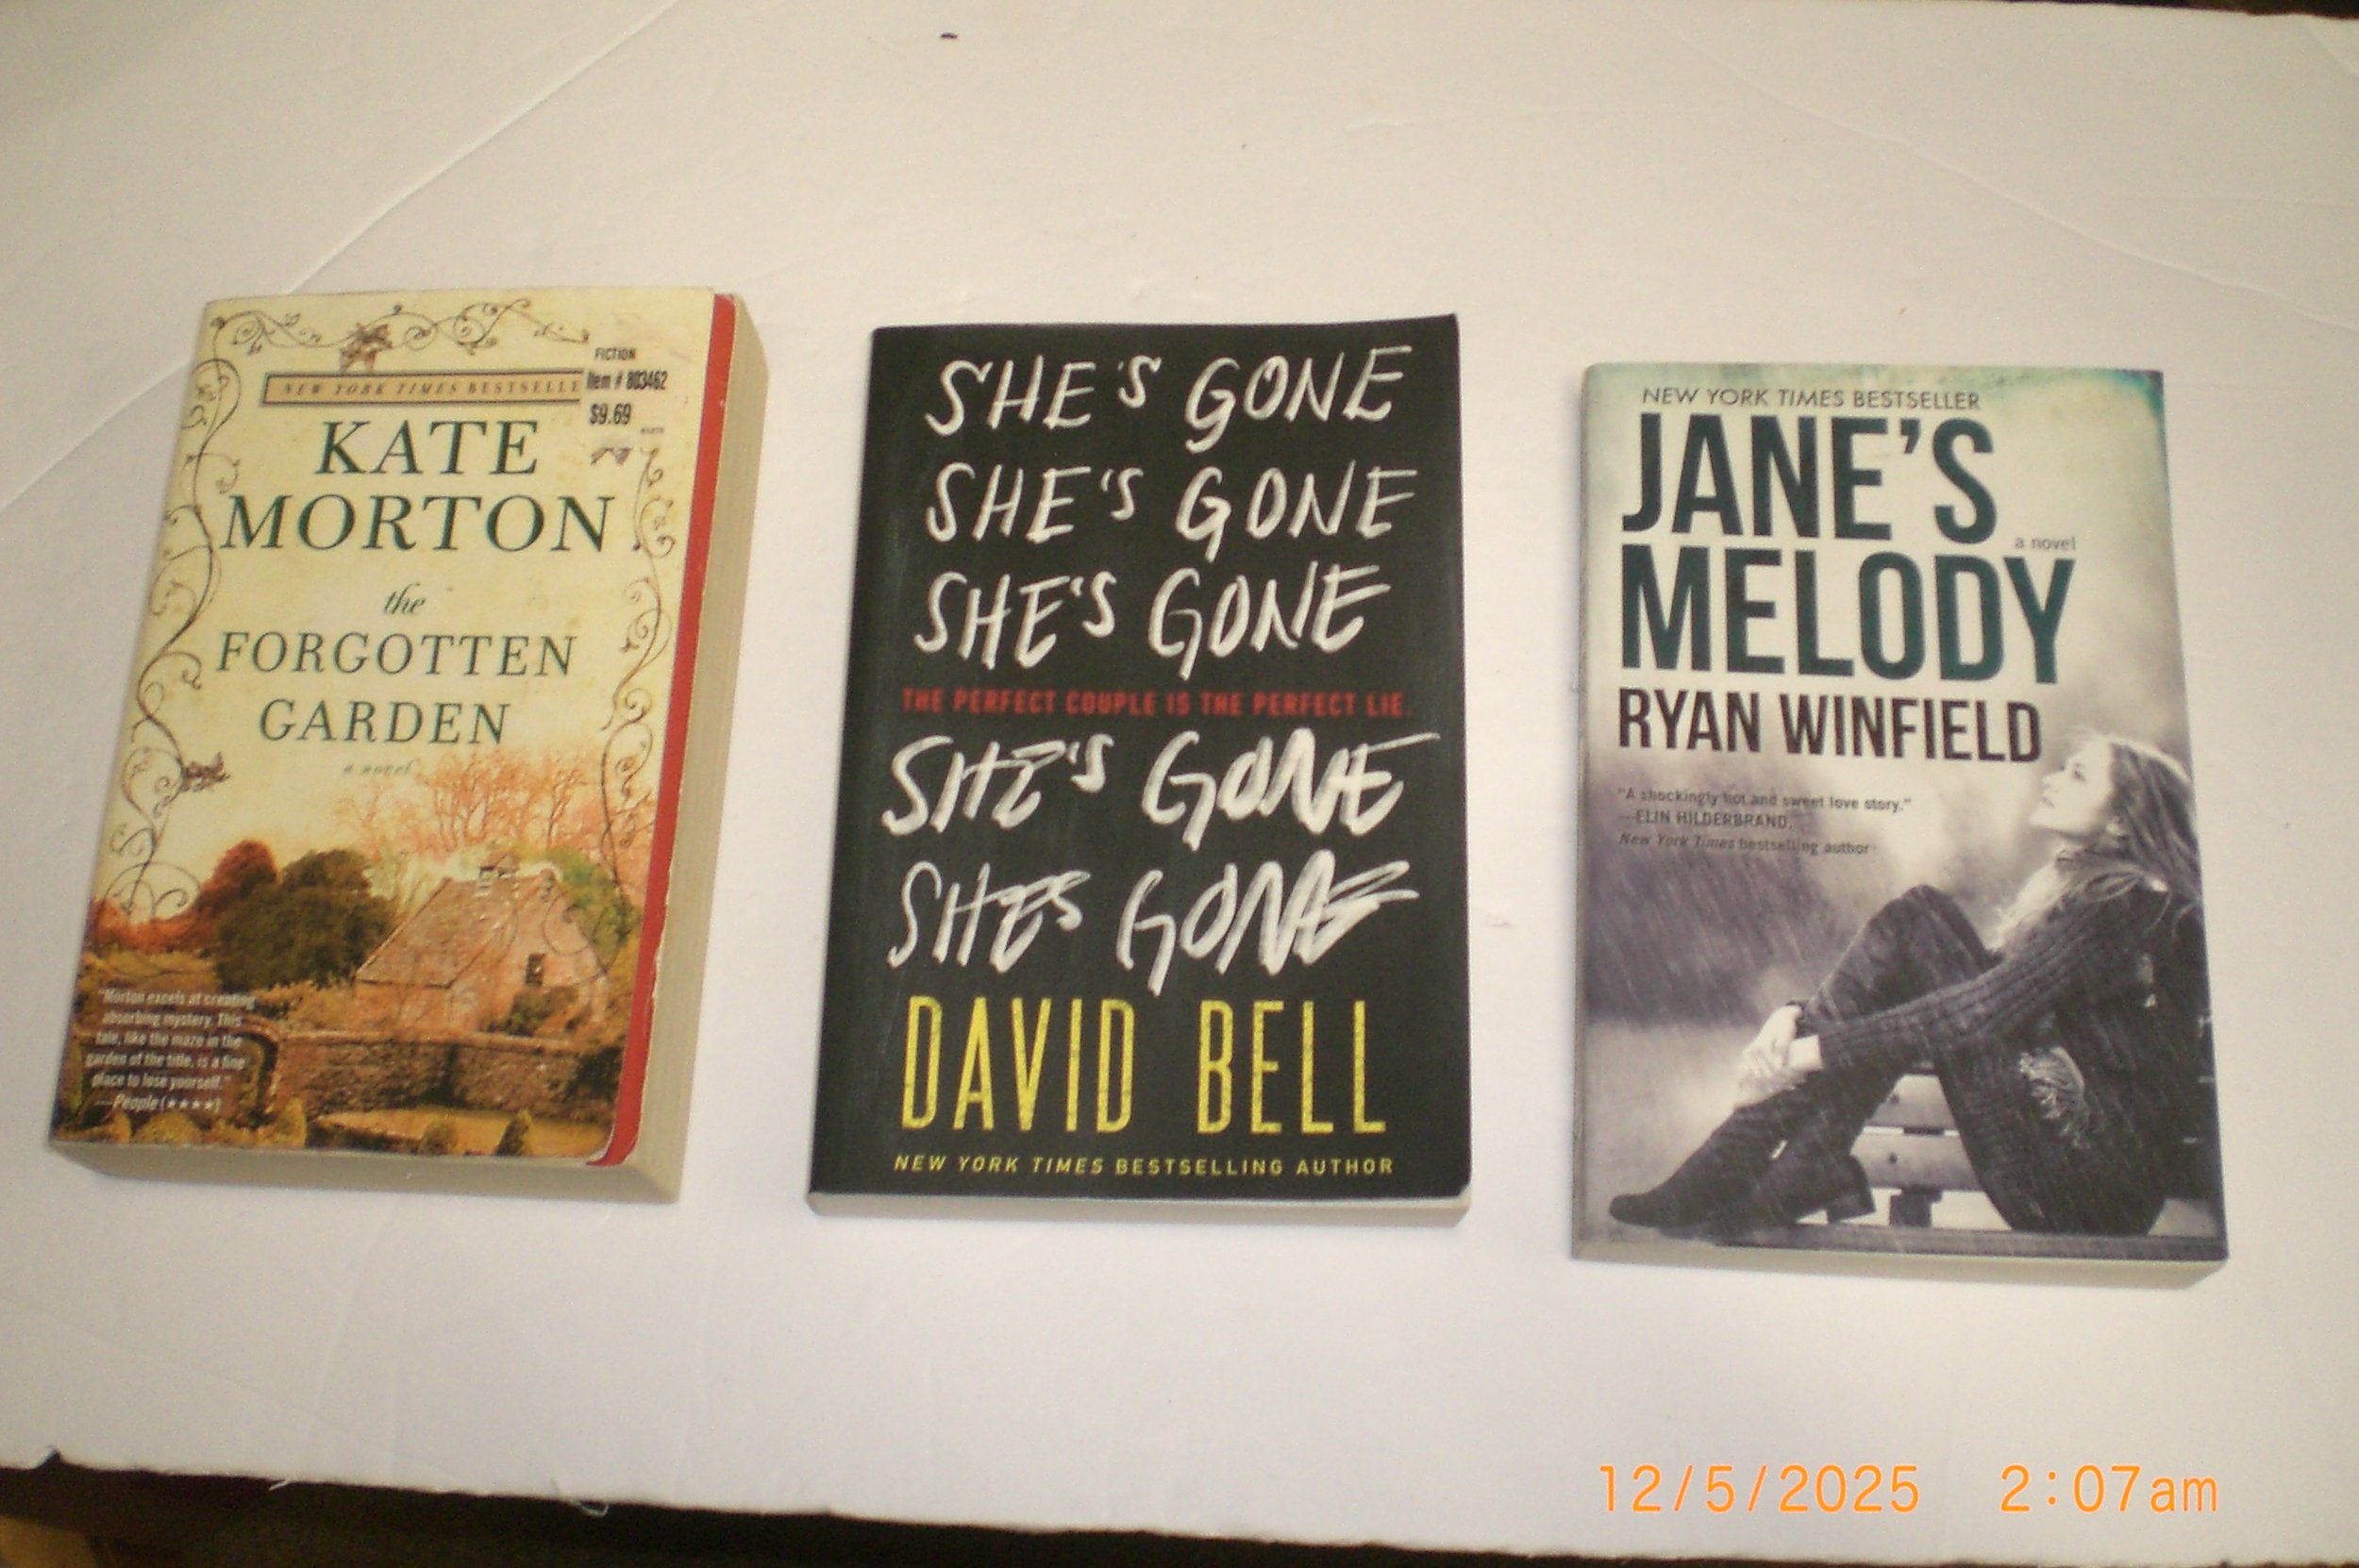 FICTION
Item # 803462
$9.69
NEW YORK TIMES BESTSELLE
KATE
MORTON
the
FORGOTTEN
GARDEN
a novel
"Morton excels at creating
absorbing mystery. This
tale, like the maze in the
garden of the title, is a fine
place to lose yourself."
—People (★★★★)
SHE'S GONE
SHE'S GONE
SHE'S GONE
THE PERFECT COUPLE IS THE PERFECT LIE.
SHE'S GONE
SHES GONE
DAVID BELL
NEW YORK TIMES BESTSELLING AUTHOR
NEW YORK TIMES BESTSELLER
JANE'S
a novel
MELODY
RYAN WINFIELD
"A shockingly hot and sweet love story."
—ELIN HILDERBRAND,
New York Times bestselling author
12/5/2025 2:07am